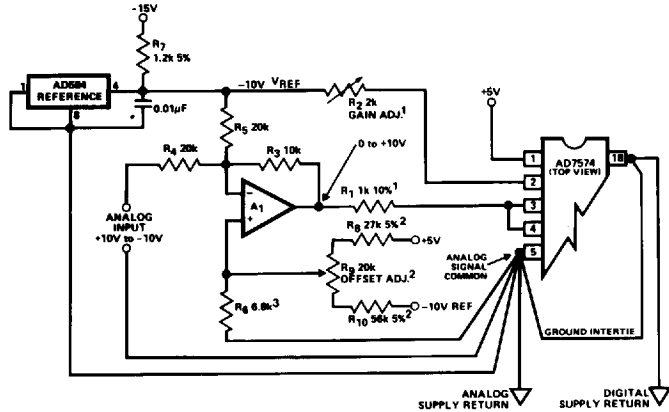 -15V
R7
1.2k 5%
1
AD584
REFERENCE
4
8
0.01µF
-10V VREF
R2 2k
GAIN ADJ.1
+5V
R5 20k
R4 20k
R3 10k
0 to +10V
A1
-
+
R1 1k 10%1
AD7574
(TOP VIEW)
1
2
3
4
5
18
ANALOG
INPUT
+10V to -10V
R8 27k 5%2
+5V
R9 20k
OFFSET ADJ.2
R10 56k 5%2
-10V REF
R6 6.8k3
ANALOG
SIGNAL
COMMON
GROUND INTERTIE
ANALOG
SUPPLY RETURN
DIGITAL
SUPPLY RETURN